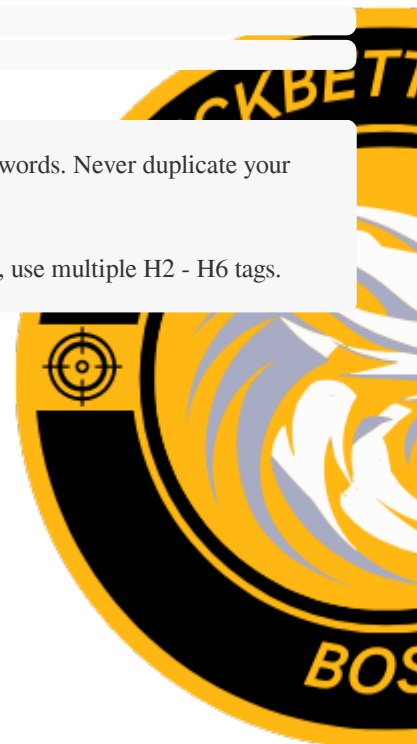 CKBETT
words. Never duplicate your
, use multiple H2 - H6 tags.
BOS